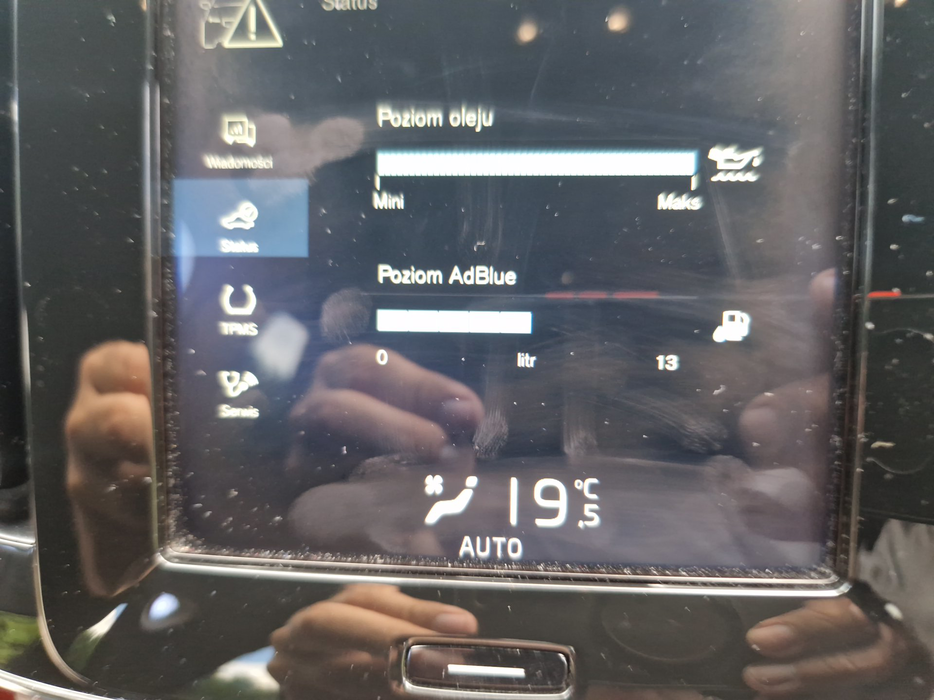 Status
Poziom oleju
Wiadomości
Mini Maks
Status
Poziom AdBlue
TPMS
0 litr 13
Serwis
19,5 °C
AUTO